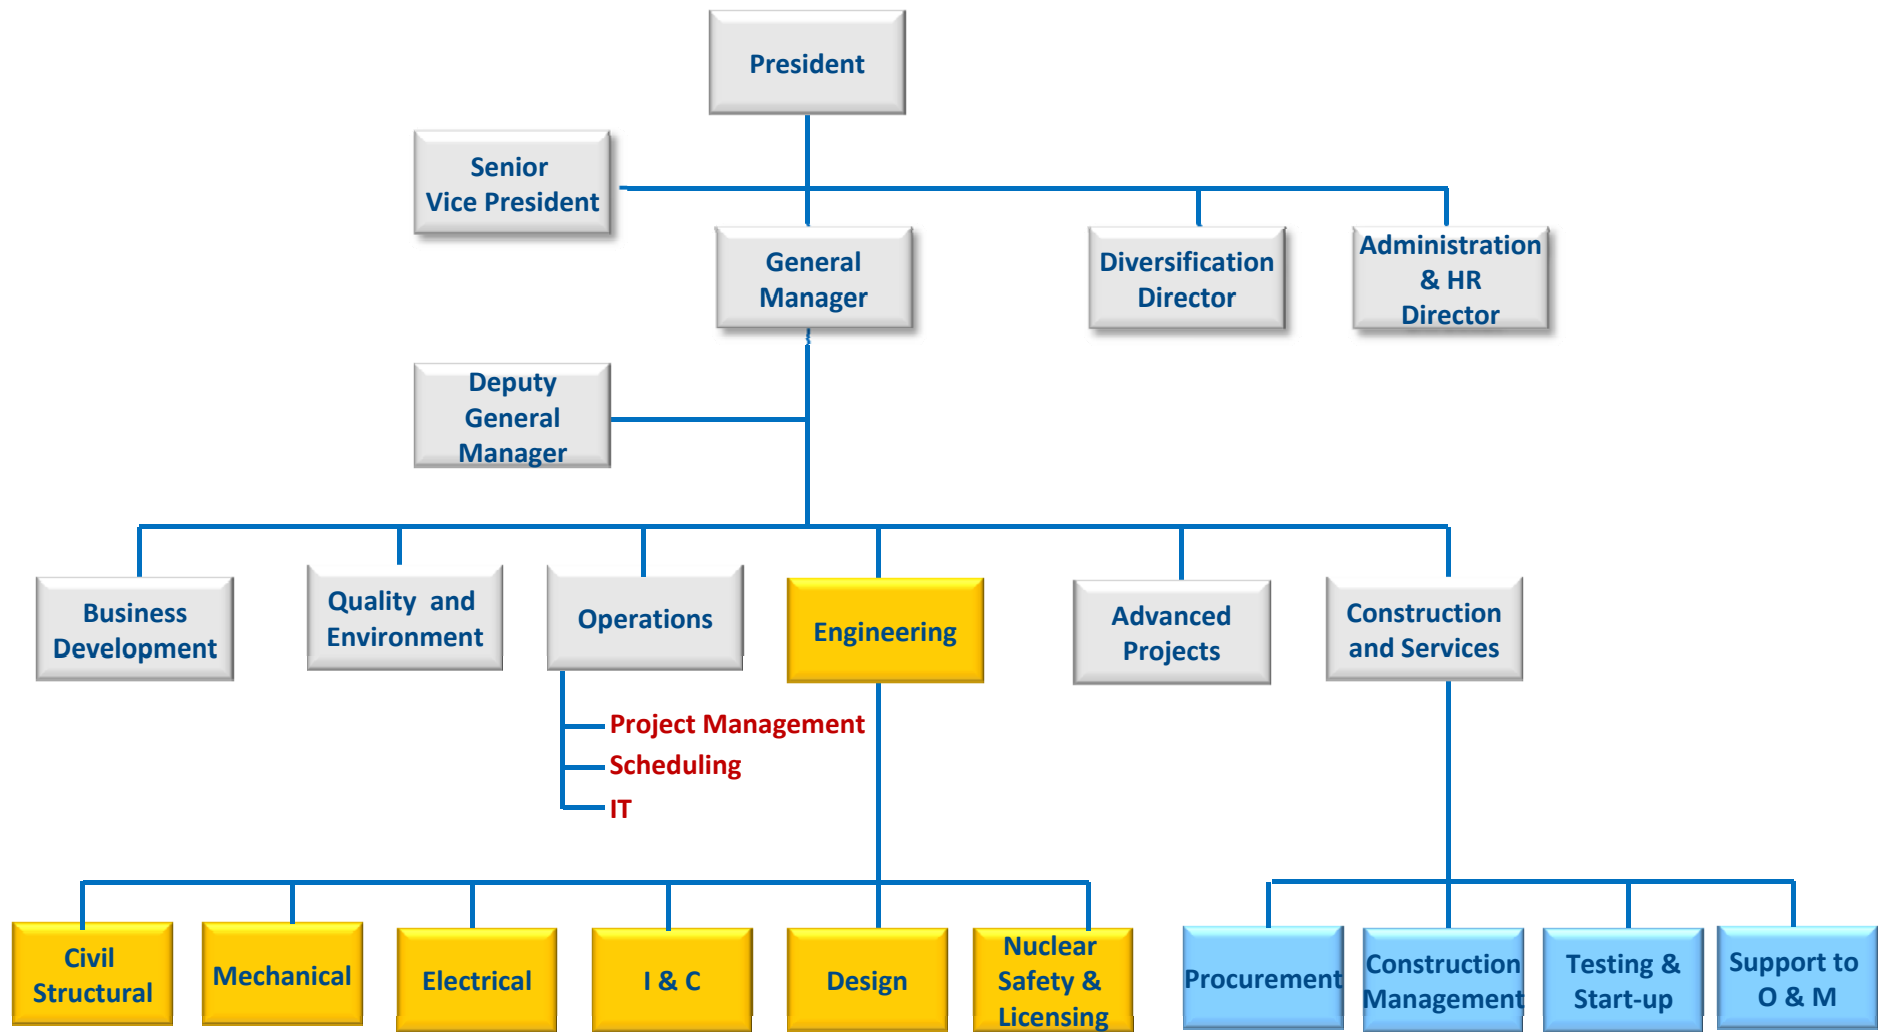 President
Senior
Vice President
General
Manager
Diversification
Director
Administration
& HR
Director
Deputy
General
Manager
Business
Development
Quality and
Environment
Operations
Engineering
Advanced
Projects
Construction
and Services
Project Management
Scheduling
IT
Civil
Structural
Mechanical
Electrical
I & C
Design
Nuclear
Safety &
Licensing
Procurement
Construction
Management
Testing &
Start-up
Support to
O & M